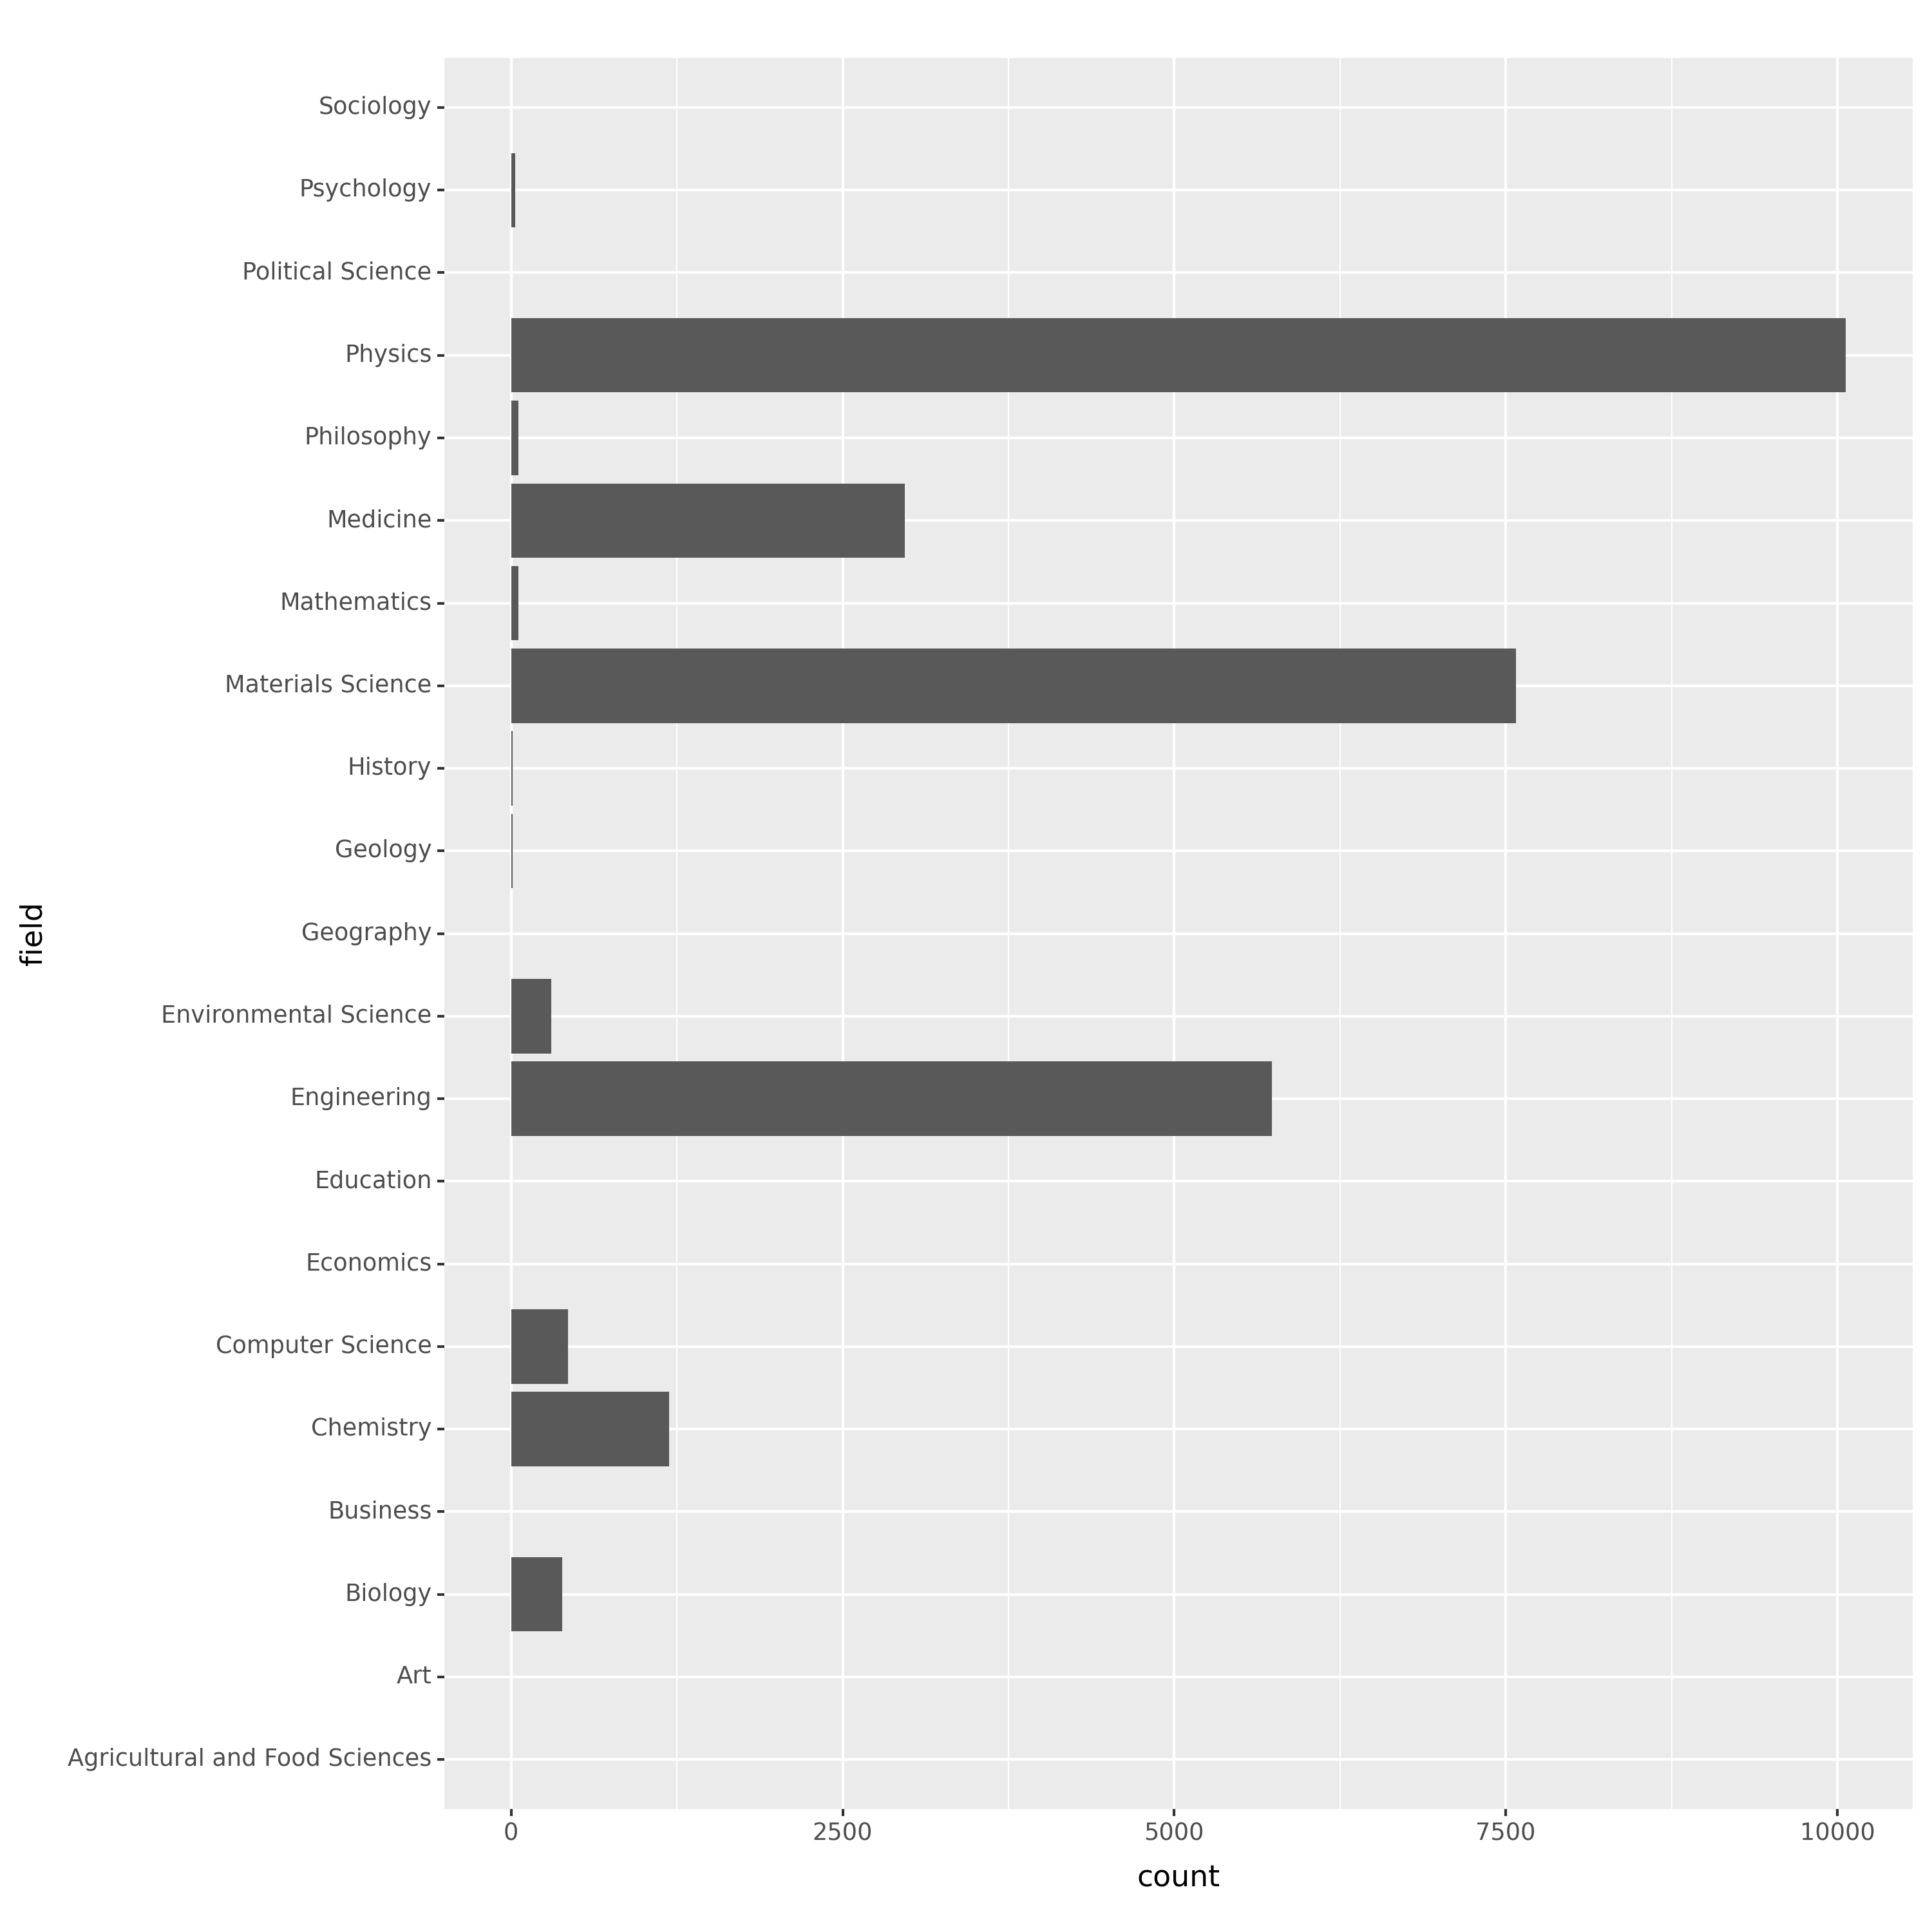 Sociology
Psychology
Political Science
Physics
Philosophy
Medicine
Mathematics
Materials Science
History
Geology
Geography
Environmental Science
Engineering
Education
Economics
Computer Science
Chemistry
Business
Biology
Art
Agricultural and Food Sciences
field
0 2500 5000 7500 10000
count